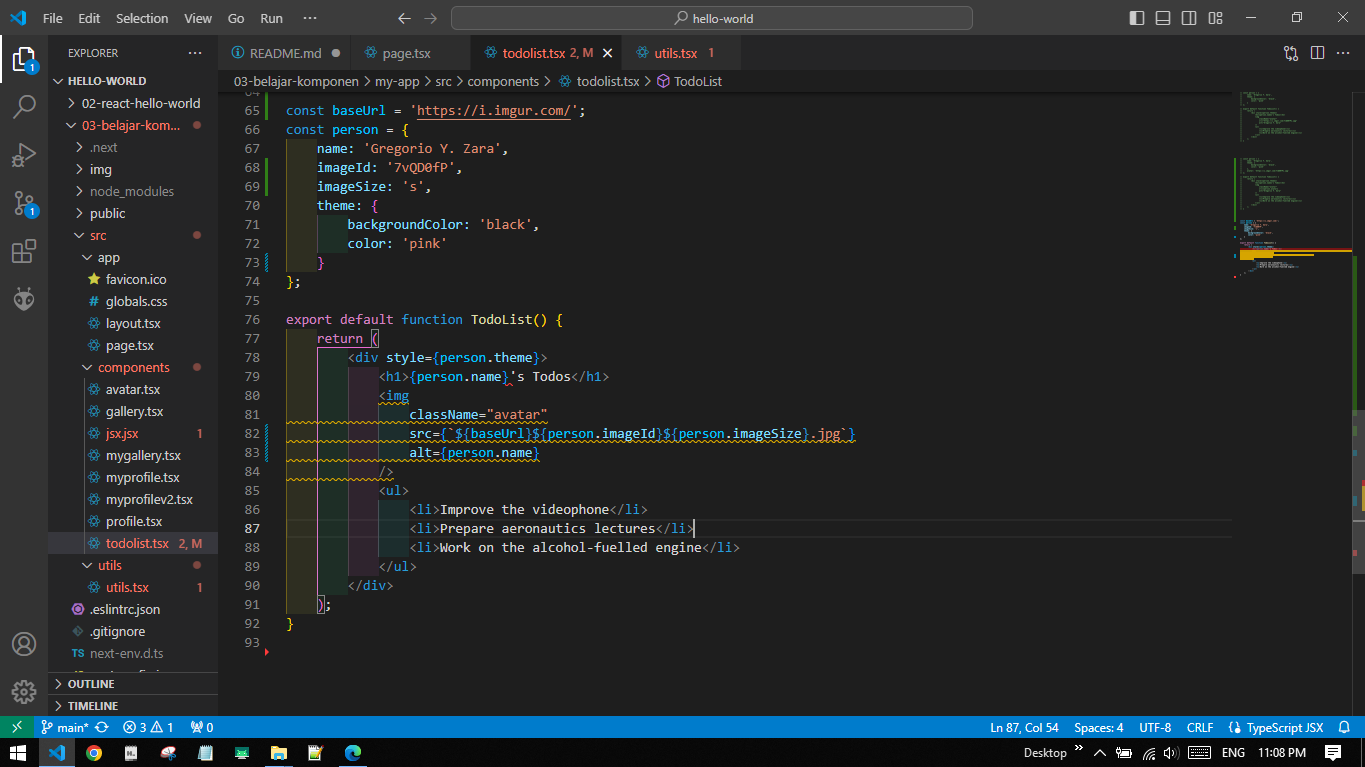 File Edit Selection View Go Run ··· hello-world
EXPLORER ···
HELLO-WORLD
02-react-hello-world
03-belajar-kom...
.next
img
node_modules
public
src
app
favicon.ico
globals.css
layout.tsx
page.tsx
components
avatar.tsx
gallery.tsx
jsx.jsx 1
mygallery.tsx
myprofile.tsx
myprofilev2.tsx
profile.tsx
todolist.tsx 2, M
utils
utils.tsx 1
.eslintrc.json
.gitignore
TS next-env.d.ts
OUTLINE
TIMELINE
README.md page.tsx todolist.tsx 2, M utils.tsx 1
03-belajar-komponen > my-app > src > components > todolist.tsx > TodoList
64
65 const baseUrl = 'https://i.imgur.com/';
66 const person = {
67 name: 'Gregorio Y. Zara',
68 imageId: '7vQD0fP',
69 imageSize: 's',
70 theme: {
71 backgroundColor: 'black',
72 color: 'pink'
73 }
74 };
75
76 export default function TodoList() {
77 return (
78 <div style={person.theme}>
79 <h1>{person.name}'s Todos</h1>
80 <img
81 className="avatar"
82 src={`${baseUrl}${person.imageId}${person.imageSize}.jpg`}
83 alt={person.name}
84 />
85 <ul>
86 <li>Improve the videophone</li>
87 <li>Prepare aeronautics lectures</li>
88 <li>Work on the alcohol-fuelled engine</li>
89 </ul>
90 </div>
91 );
92 }
93
1
1
main* 3 1 0 Ln 87, Col 54 Spaces: 4 UTF-8 CRLF TypeScript JSX
Desktop ENG 11:08 PM